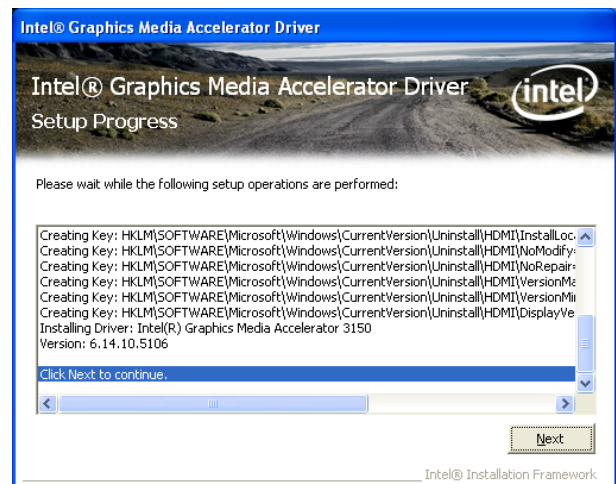 Intel® Graphics Media Accelerator Driver
Intel® Graphics Media Accelerator Driver
Setup Progress
intel
Please wait while the following setup operations are performed:
Creating Key: HKLM\SOFTWARE\Microsoft\Windows\CurrentVersion\Uninstall\HDMI\InstallLoc
Creating Key: HKLM\SOFTWARE\Microsoft\Windows\CurrentVersion\Uninstall\HDMI\NoModify=
Creating Key: HKLM\SOFTWARE\Microsoft\Windows\CurrentVersion\Uninstall\HDMI\NoRepair=
Creating Key: HKLM\SOFTWARE\Microsoft\Windows\CurrentVersion\Uninstall\HDMI\VersionMa
Creating Key: HKLM\SOFTWARE\Microsoft\Windows\CurrentVersion\Uninstall\HDMI\VersionMi
Creating Key: HKLM\SOFTWARE\Microsoft\Windows\CurrentVersion\Uninstall\HDMI\DisplayVe
Installing Driver: Intel(R) Graphics Media Accelerator 3150
Version: 6.14.10.5106
Click Next to continue.
Next
Intel® Installation Framework